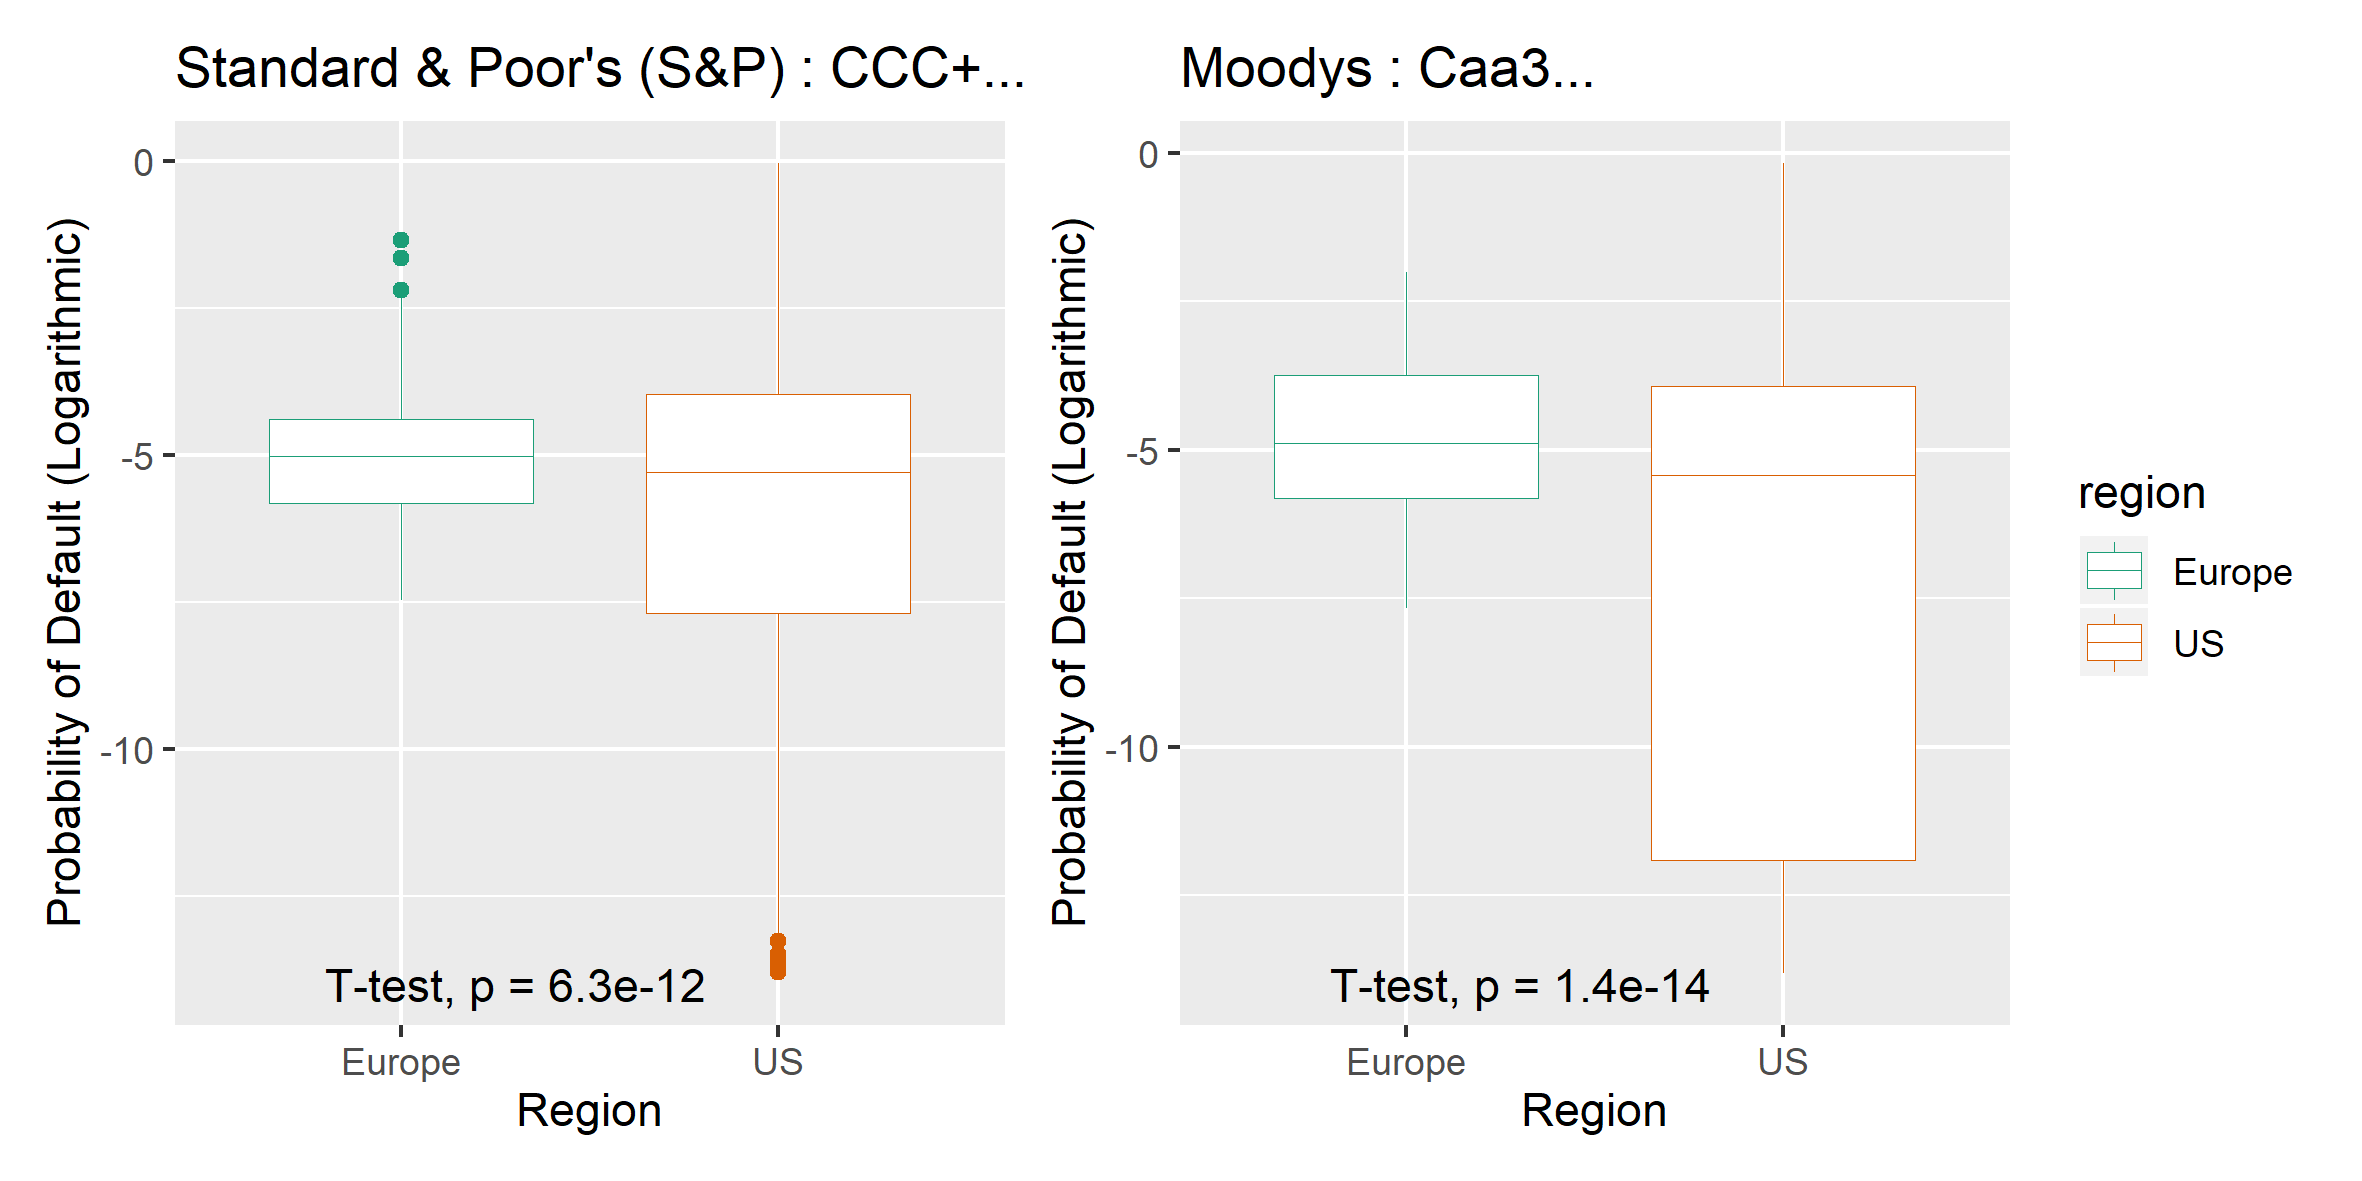 Standard & Poor's (S&P) : CCC+...
Probability of Default (Logarithmic)
0
-5
-10
T-test, p = 6.3e-12
Europe
US
Region
Moodys : Caa3...
Probability of Default (Logarithmic)
0
-5
-10
T-test, p = 1.4e-14
Europe
US
Region
region
Europe
US